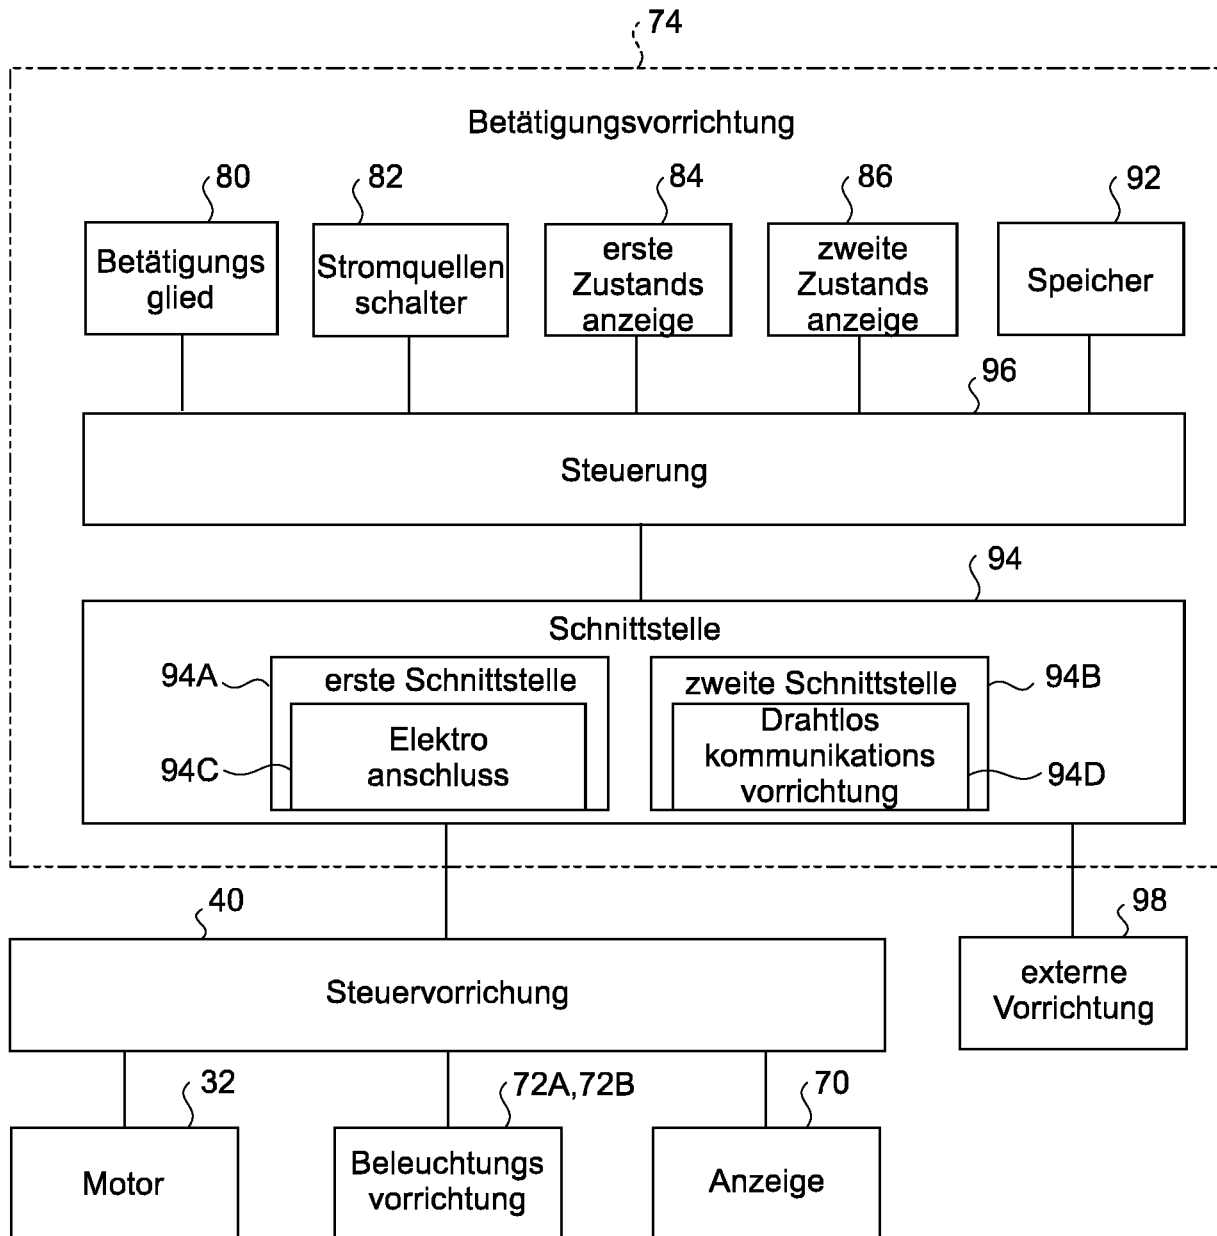 74
Betätigungsvorrichtung
80
82
84
86
92
Betätigungs
glied
Stromquellen
schalter
erste
Zustands
anzeige
zweite
Zustands
anzeige
Speicher
96
Steuerung
94
Schnittstelle
94A
erste Schnittstelle
zweite Schnittstelle
94B
94C
Elektro
anschluss
Drahtlos
kommunikations
vorrichtung
94D
40
98
Steuervorrichung
externe
Vorrichtung
32
72A,72B
70
Motor
Beleuchtungs
vorrichtung
Anzeige